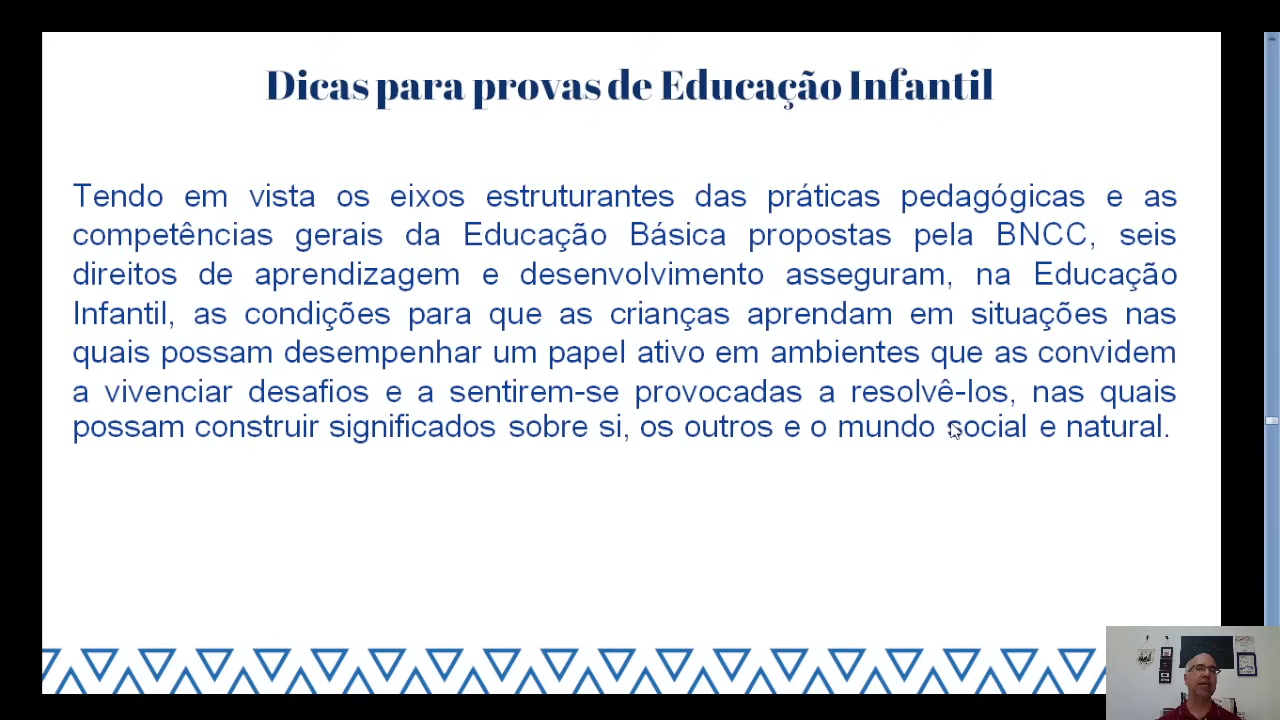 Dicas para provas de Educação Infantil
Tendo em vista os eixos estruturantes das práticas pedagógicas e as
competências gerais da Educação Básica propostas pela BNCC, seis
direitos de aprendizagem e desenvolvimento asseguram, na Educação
Infantil, as condições para que as crianças aprendam em situações nas
quais possam desempenhar um papel ativo em ambientes que as convidem
a vivenciar desafios e a sentirem-se provocadas a resolvê-los, nas quais
possam construir significados sobre si, os outros e o mundo social e natural.